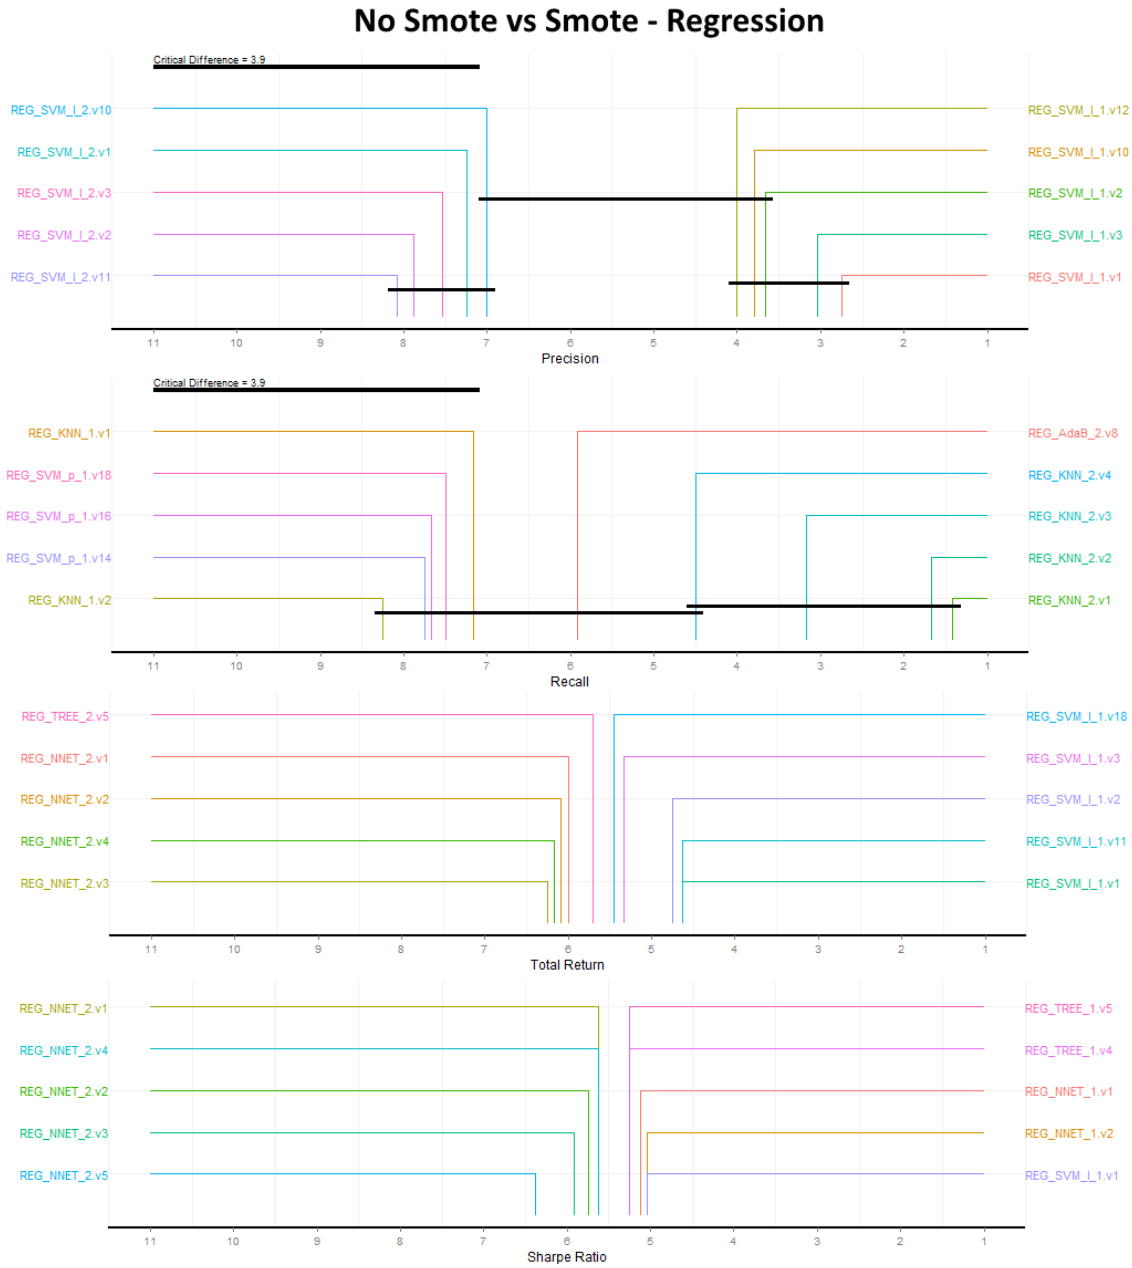 No Smote vs Smote - Regression
Critical Difference = 3.9
REG_SVM_l_2.v10
REG_SVM_l_1.v12
REG_SVM_l_2.v1
REG_SVM_l_1.v10
REG_SVM_l_2.v3
REG_SVM_l_1.v2
REG_SVM_l_2.v2
REG_SVM_l_1.v3
REG_SVM_l_2.v11
REG_SVM_l_1.v1
11 10 9 8 7 6 5 4 3 2 1
Precision
Critical Difference = 3.9
REG_KNN_1.v1
REG_AdaB_2.v8
REG_SVM_p_1.v18
REG_KNN_2.v4
REG_SVM_p_1.v16
REG_KNN_2.v3
REG_SVM_p_1.v14
REG_KNN_2.v2
REG_KNN_1.v2
REG_KNN_2.v1
11 10 9 8 7 6 5 4 3 2 1
Recall
REG_TREE_2.v5
REG_SVM_l_1.v18
REG_NNET_2.v1
REG_SVM_l_1.v3
REG_NNET_2.v2
REG_SVM_l_1.v2
REG_NNET_2.v4
REG_SVM_l_1.v11
REG_NNET_2.v3
REG_SVM_l_1.v1
11 10 9 8 7 6 5 4 3 2 1
Total Return
REG_NNET_2.v1
REG_TREE_1.v5
REG_NNET_2.v4
REG_TREE_1.v4
REG_NNET_2.v2
REG_NNET_1.v1
REG_NNET_2.v3
REG_NNET_1.v2
REG_NNET_2.v5
REG_SVM_l_1.v1
11 10 9 8 7 6 5 4 3 2 1
Sharpe Ratio